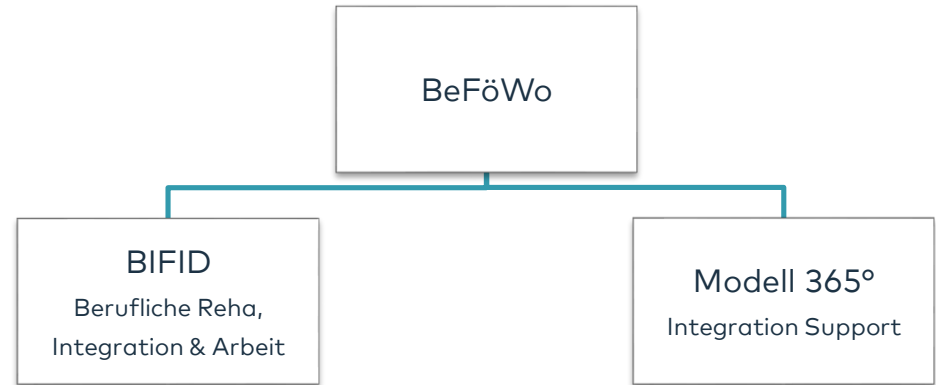 BeFöWo
BIFID
Berufliche Reha,
Integration & Arbeit
Modell 365°
Integration Support